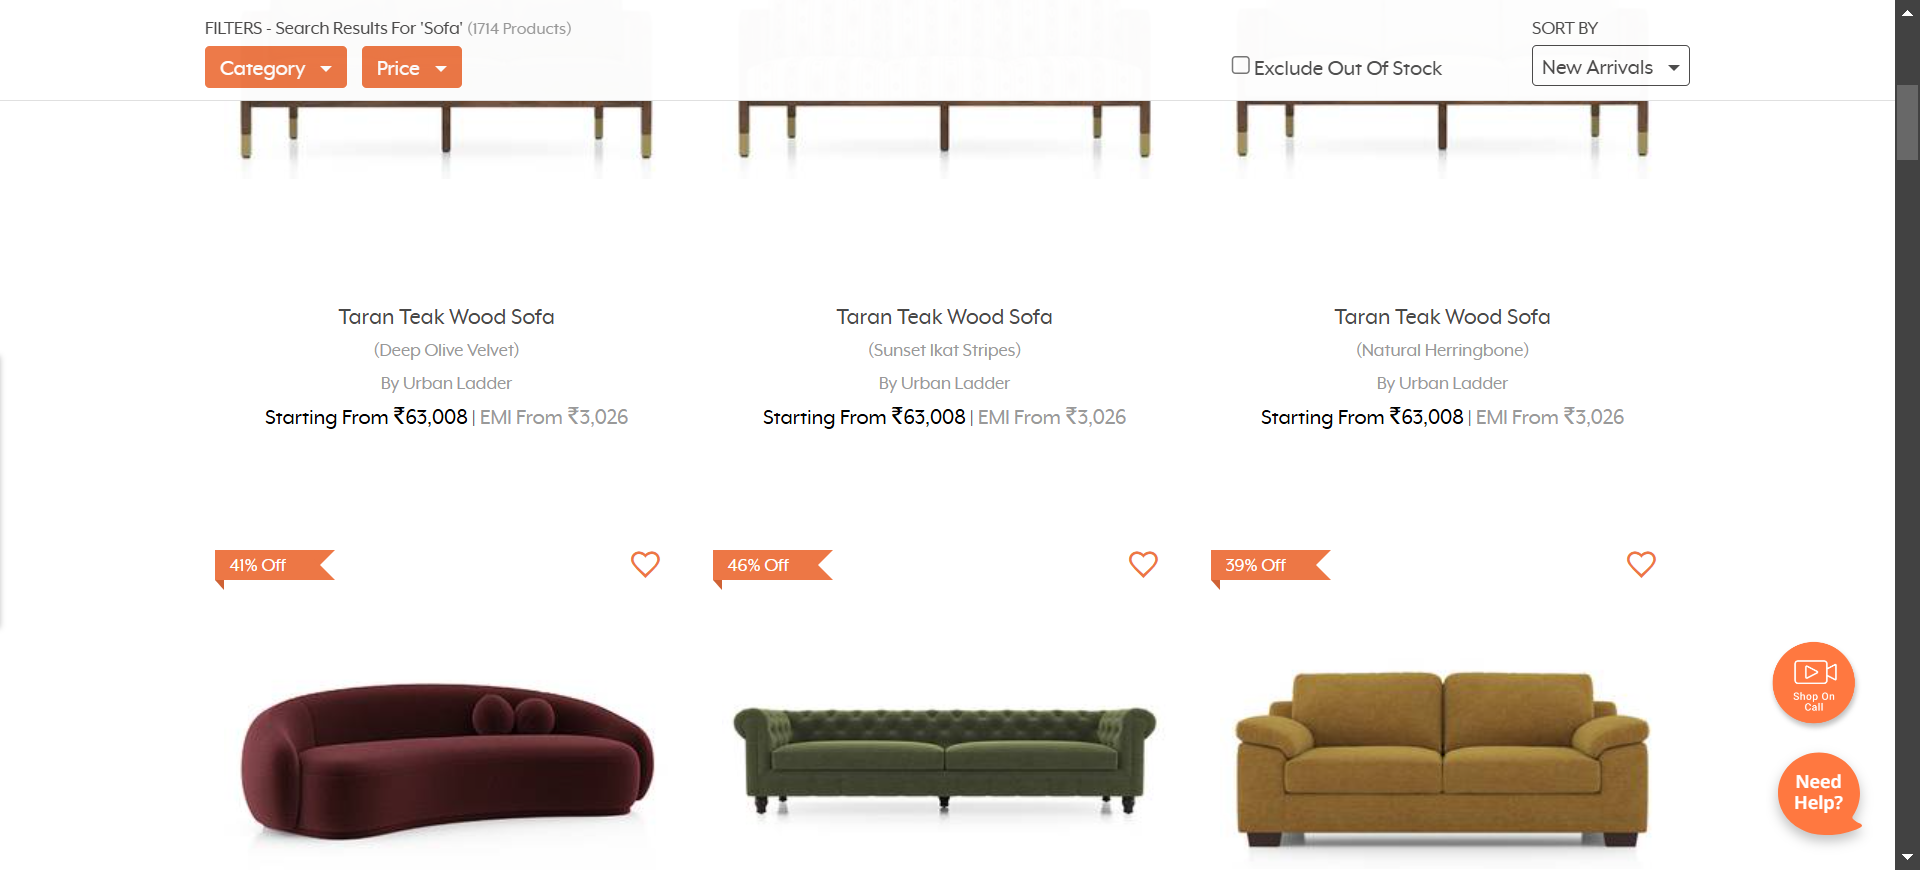 FILTERS - Search Results For 'Sofa' (1714 Products)
SORT BY
Category
Price
Exclude Out Of Stock
New Arrivals
Taran Teak Wood Sofa
(Deep Olive Velvet)
By Urban Ladder
Starting From ₹63,008 | EMI From ₹3,026
Taran Teak Wood Sofa
(Sunset Ikat Stripes)
By Urban Ladder
Starting From ₹63,008 | EMI From ₹3,026
Taran Teak Wood Sofa
(Natural Herringbone)
By Urban Ladder
Starting From ₹63,008 | EMI From ₹3,026
41% Off
46% Off
39% Off
Shop On
Call
Need
Help?